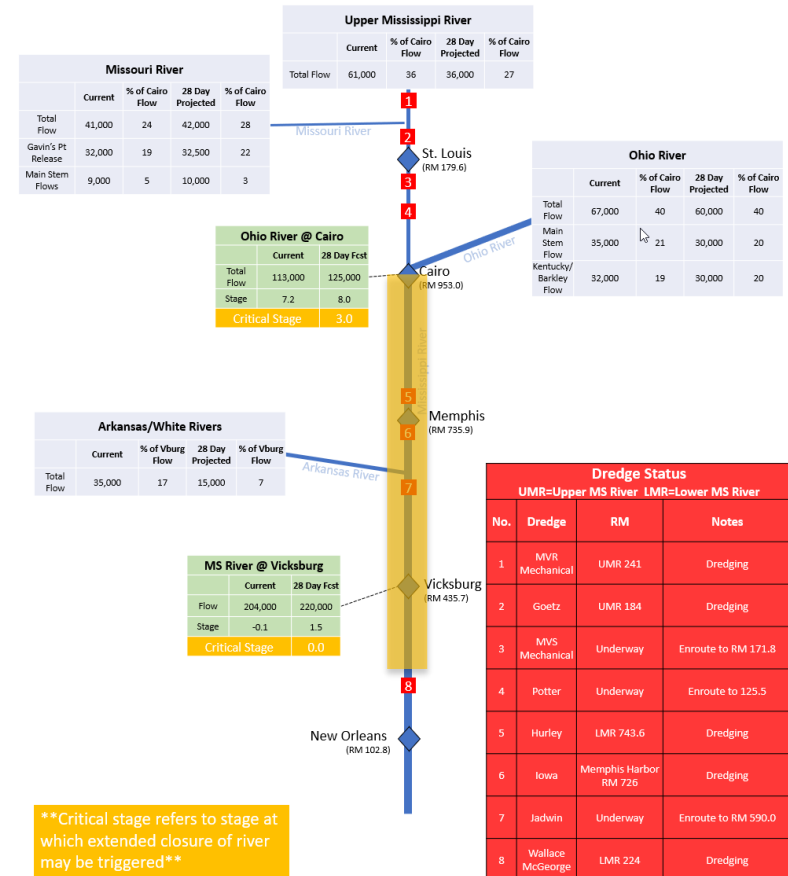 Upper Mississippi River
Current % of Cairo Flow 28 Day Projected % of Cairo Flow
Total Flow 61,000 36 36,000 27
Missouri River
Current % of Cairo Flow 28 Day Projected % of Cairo Flow
Total Flow 41,000 24 42,000 28
Gavin's Pt Release 32,000 19 32,500 22
Main Stem Flows 9,000 5 10,000 3
1
Missouri River
2
St. Louis
(RM 179.6)
3
4
Ohio River
Current % of Cairo Flow 28 Day Projected % of Cairo Flow
Total Flow 67,000 40 60,000 40
Main Stem Flow 35,000 21 30,000 20
Kentucky/ Barkley Flow 32,000 19 30,000 20
Ohio River
Ohio River @ Cairo
Current 28 Day Fcst
Total Flow 113,000 125,000
Stage 7.2 8.0
Critical Stage 3.0
Cairo
(RM 953.0)
Mississippi River
5
Memphis
(RM 735.9)
6
Arkansas/White Rivers
Current % of Vburg Flow 28 Day Projected % of Vburg Flow
Total Flow 35,000 17 15,000 7
Arkansas River
7
MS River @ Vicksburg
Current 28 Day Fcst
Flow 204,000 220,000
Stage -0.1 1.5
Critical Stage 0.0
Vicksburg
(RM 435.7)
8
New Orleans
(RM 102.8)
Dredge Status
UMR=Upper MS River LMR=Lower MS River
No. Dredge RM Notes
1 MVR Mechanical UMR 241 Dredging
2 Goetz UMR 184 Dredging
3 MVS Mechanical Underway Enroute to RM 171.8
4 Potter Underway Enroute to 125.5
5 Hurley LMR 743.6 Dredging
6 Iowa Memphis Harbor RM 726 Dredging
7 Jadwin Underway Enroute to RM 590.0
8 Wallace McGeorge LMR 224 Dredging
**Critical stage refers to stage at
which extended closure of river
may be triggered**